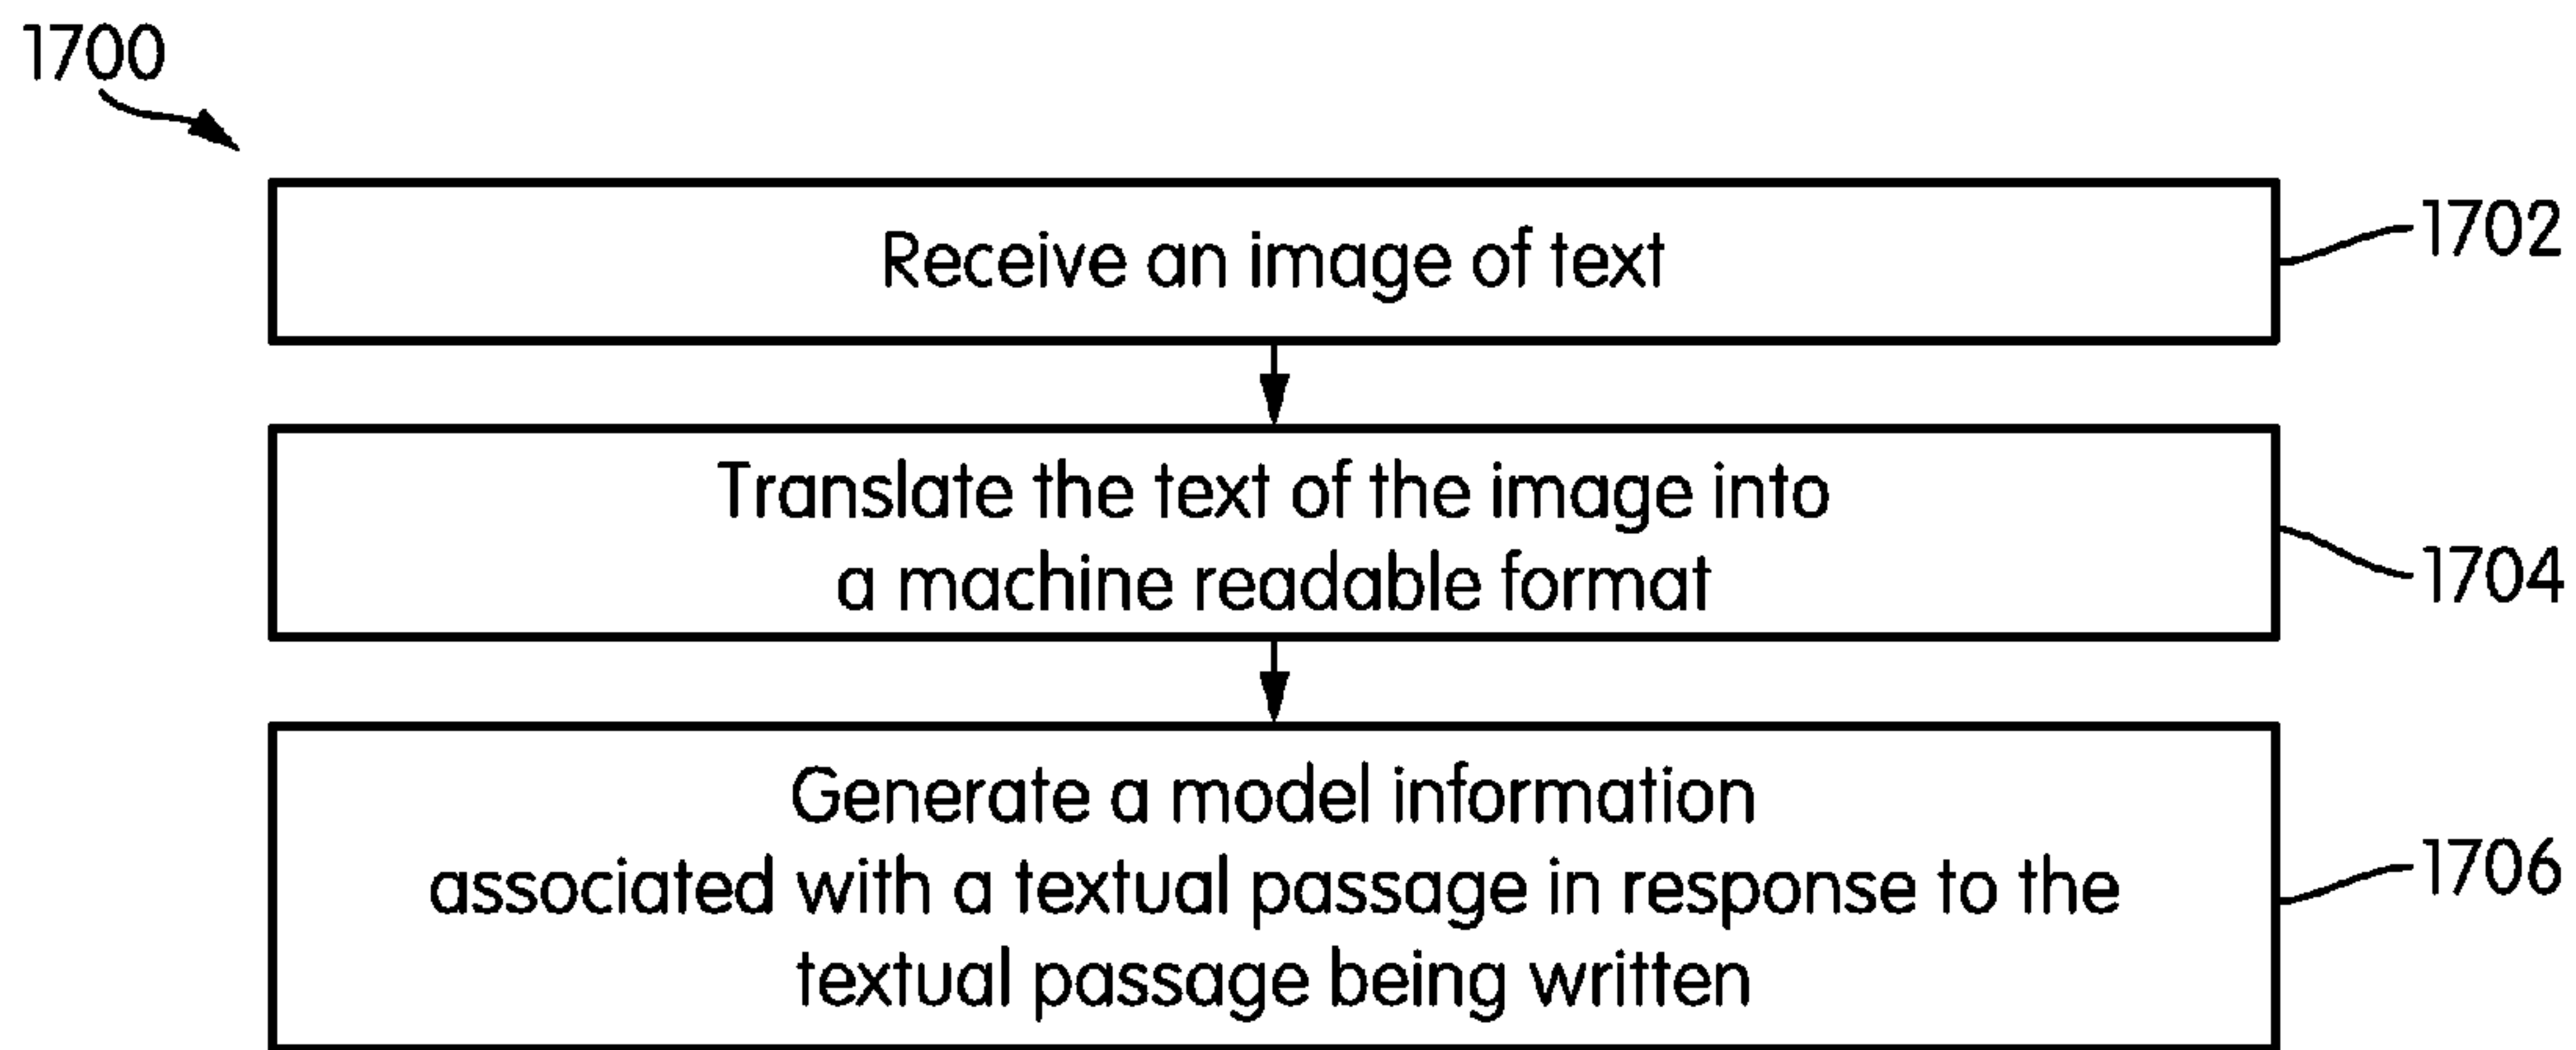 1700
Receive an image of text
1702
Translate the text of the image into
a machine readable format
1704
Generate a model information
associated with a textual passage in response to the
textual passage being written
1706